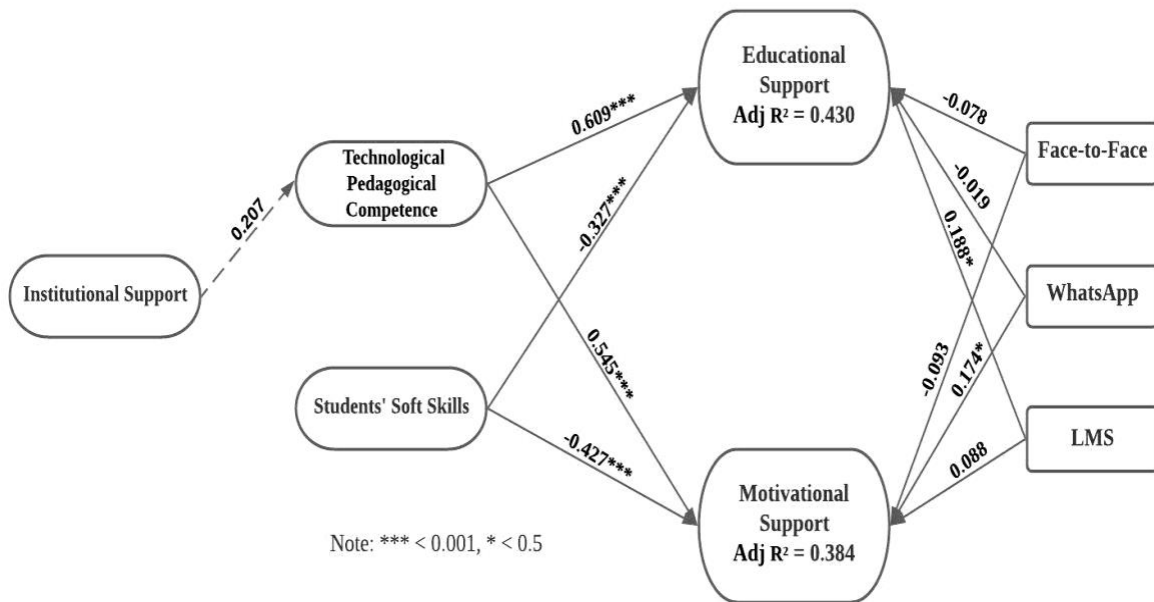 Educational
Support
Adj R² = 0.430
-0.078
0.609***
Face-to-Face
Technological
Pedagogical
Competence
-0.019
-0.327***
0.188*
0.207
Institutional Support
WhatsApp
0.545***
-0.093
0.174*
Students' Soft Skills
-0.427***
0.088
LMS
Motivational
Support
Adj R² = 0.384
Note: *** < 0.001, * < 0.5